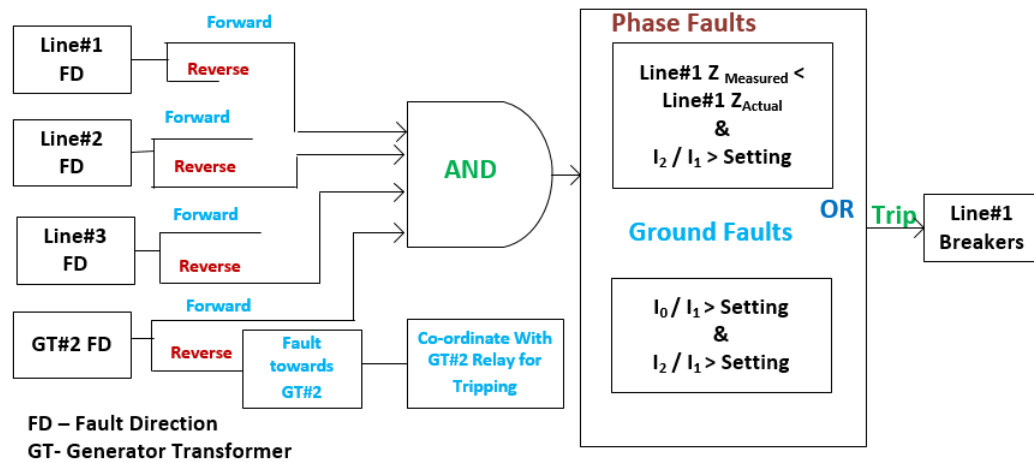 Line#1
FD
Forward
Reverse
Line#2
FD
Forward
Reverse
Line#3
FD
Forward
Reverse
GT#2 FD
Forward
Reverse
Fault
towards
GT#2
Co-ordinate With
GT#2 Relay for
Tripping
AND
Phase Faults
Line#1 Z Measured <
Line#1 ZActual
&
I2 / I1 > Setting
OR
Ground Faults
I0 / I1 > Setting
&
I2 / I1 > Setting
Trip
Line#1
Breakers
FD – Fault Direction
GT- Generator Transformer